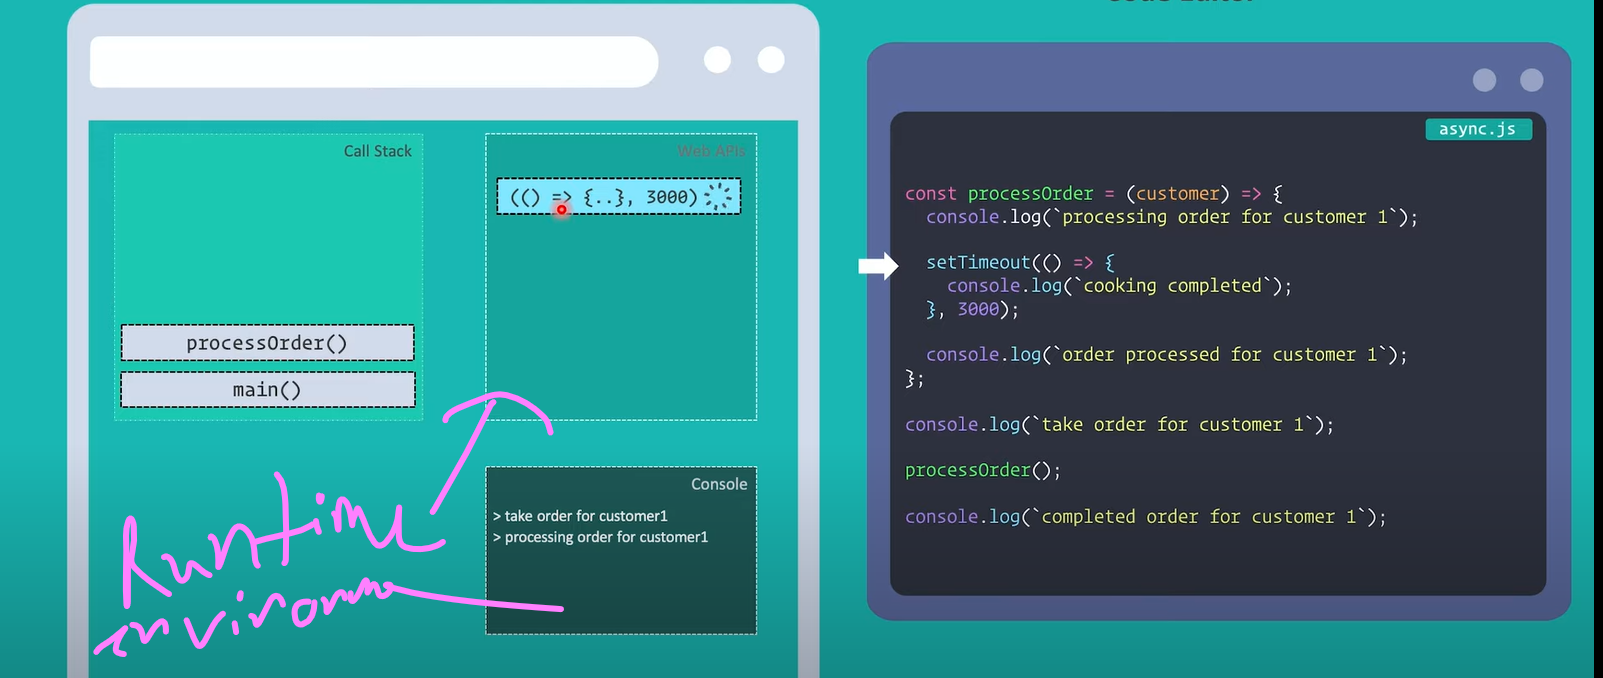 Call Stack
processOrder()
main()
Web APIs
(() => {..}, 3000)
Console
> take order for customer1
> processing order for customer1
Runtime
async.js
const processOrder = (customer) => {
console.log(`processing order for customer 1`);
setTimeout(() => {
console.log(`cooking completed`);
}, 3000);
console.log(`order processed for customer 1`);
};
console.log(`take order for customer 1`);
processOrder();
console.log(`completed order for customer 1`);